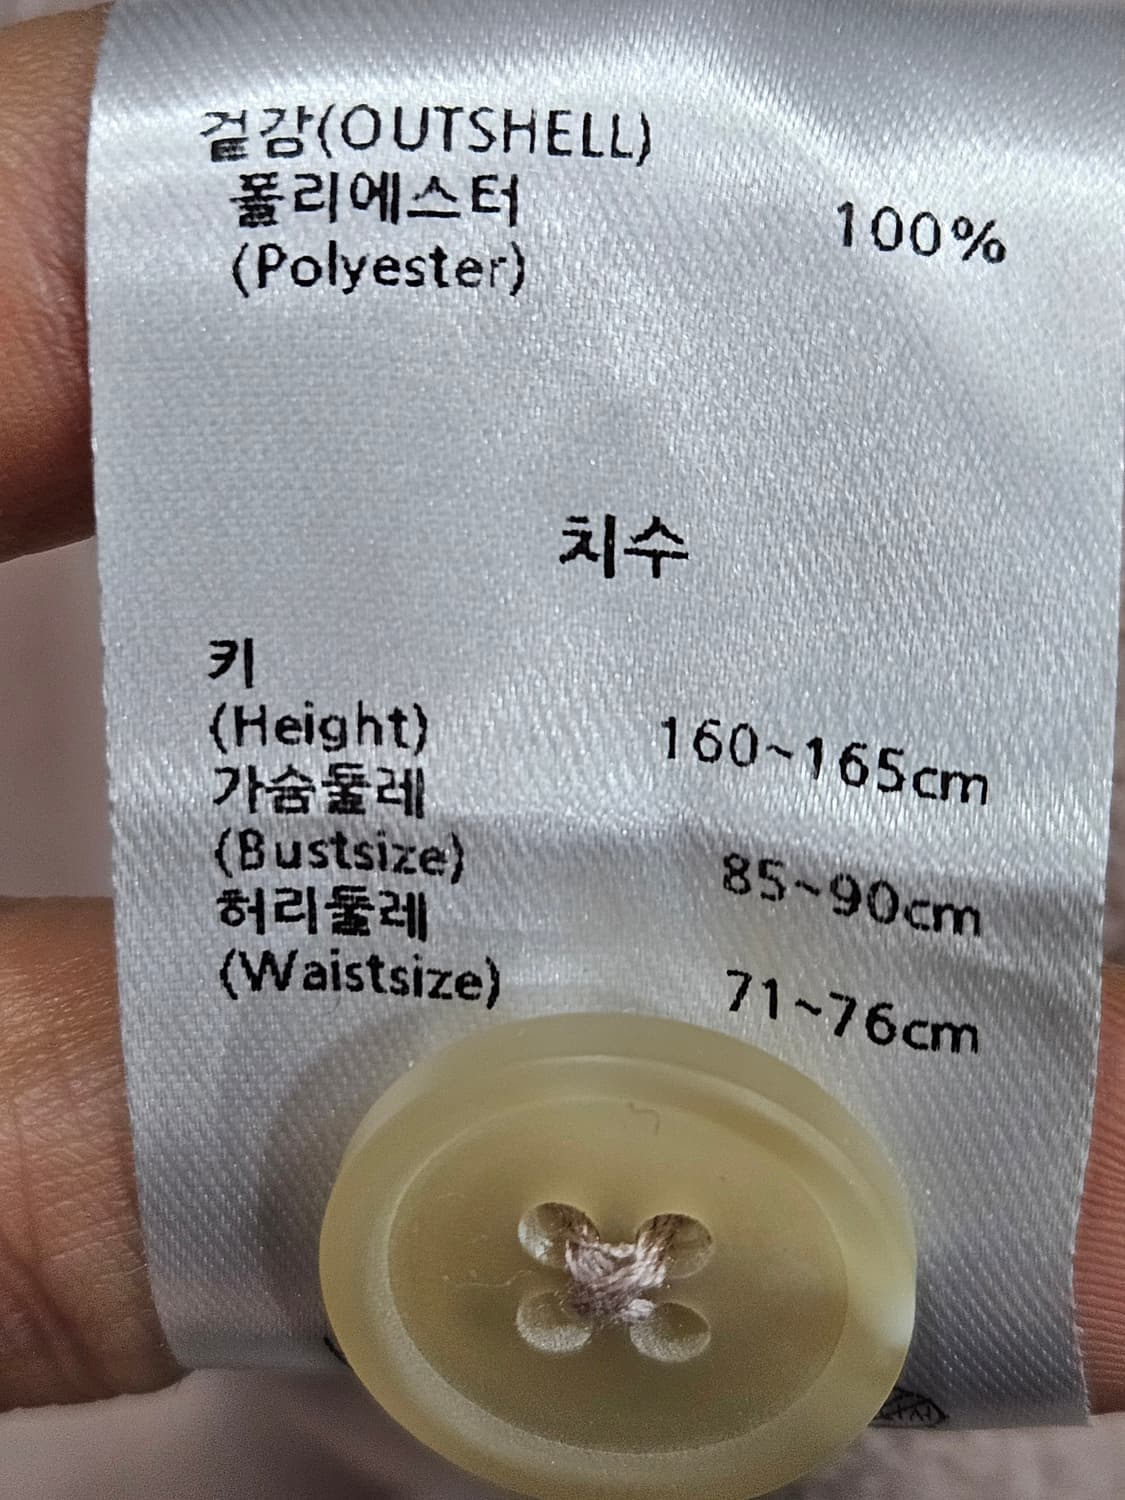 겉감(OUTSHELL)
폴리에스터 100%
(Polyester)
치수
키
(Height) 160~165cm
가슴둘레
(Bustsize) 85~90cm
허리둘레
(Waistsize) 71~76cm